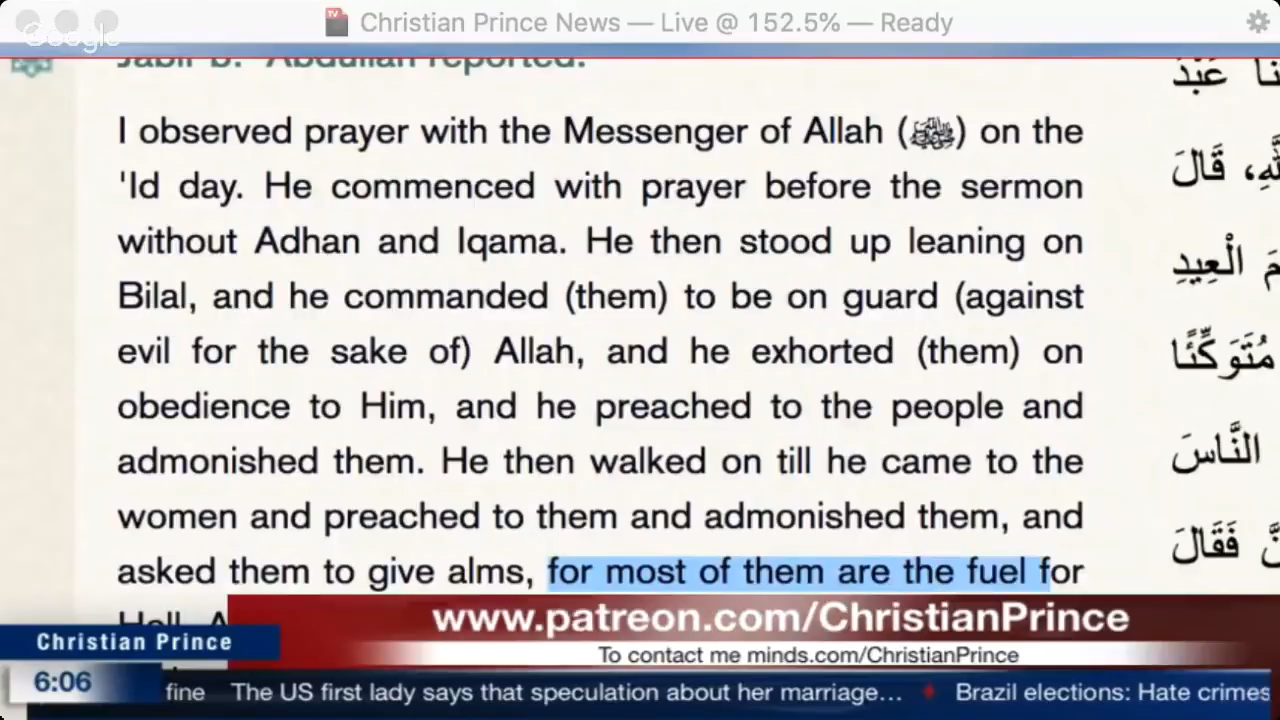 Christian Prince News — Live @ 152.5% — Ready
Google
Jabir b. 'Abdullah reported:
I observed prayer with the Messenger of Allah (ﷺ) on the
'Id day. He commenced with prayer before the sermon
without Adhan and Iqama. He then stood up leaning on
Bilal, and he commanded (them) to be on guard (against
evil for the sake of) Allah, and he exhorted (them) on
obedience to Him, and he preached to the people and
admonished them. He then walked on till he came to the
women and preached to them and admonished them, and
asked them to give alms, for most of them are the fuel for
Hell. A
عَبْدَ
قَالَ
الْعِيدِ
مُتَوَكِّئًا
النَّاسَ
فَقَالَ
www.patreon.com/ChristianPrince
To contact me minds.com/ChristianPrince
Christian Prince
6:06
fine The US first lady says that speculation about her marriage... Brazil elections: Hate crimes